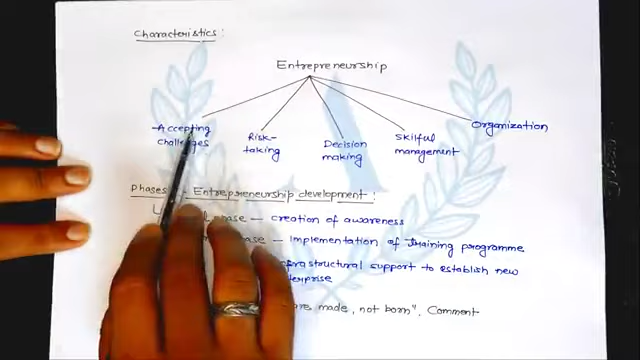 Characteristics :
Entrepreneurship
Accepting
challenges
Risk-
taking
Decision
making
Skilful
management
Organization
Phases Entrepreneurship development :
— creation of awareness
— Implementation of training programme
structural support to establish new
are made, not born", Comment